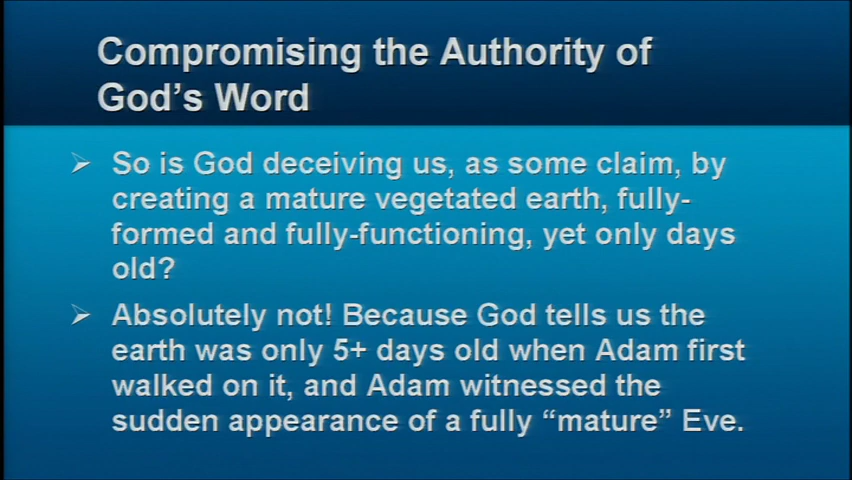 Compromising the Authority of
God's Word
So is God deceiving us, as some claim, by
creating a mature vegetated earth, fully-
formed and fully-functioning, yet only days
old?
Absolutely not! Because God tells us the
earth was only 5+ days old when Adam first
walked on it, and Adam witnessed the
sudden appearance of a fully “mature” Eve.